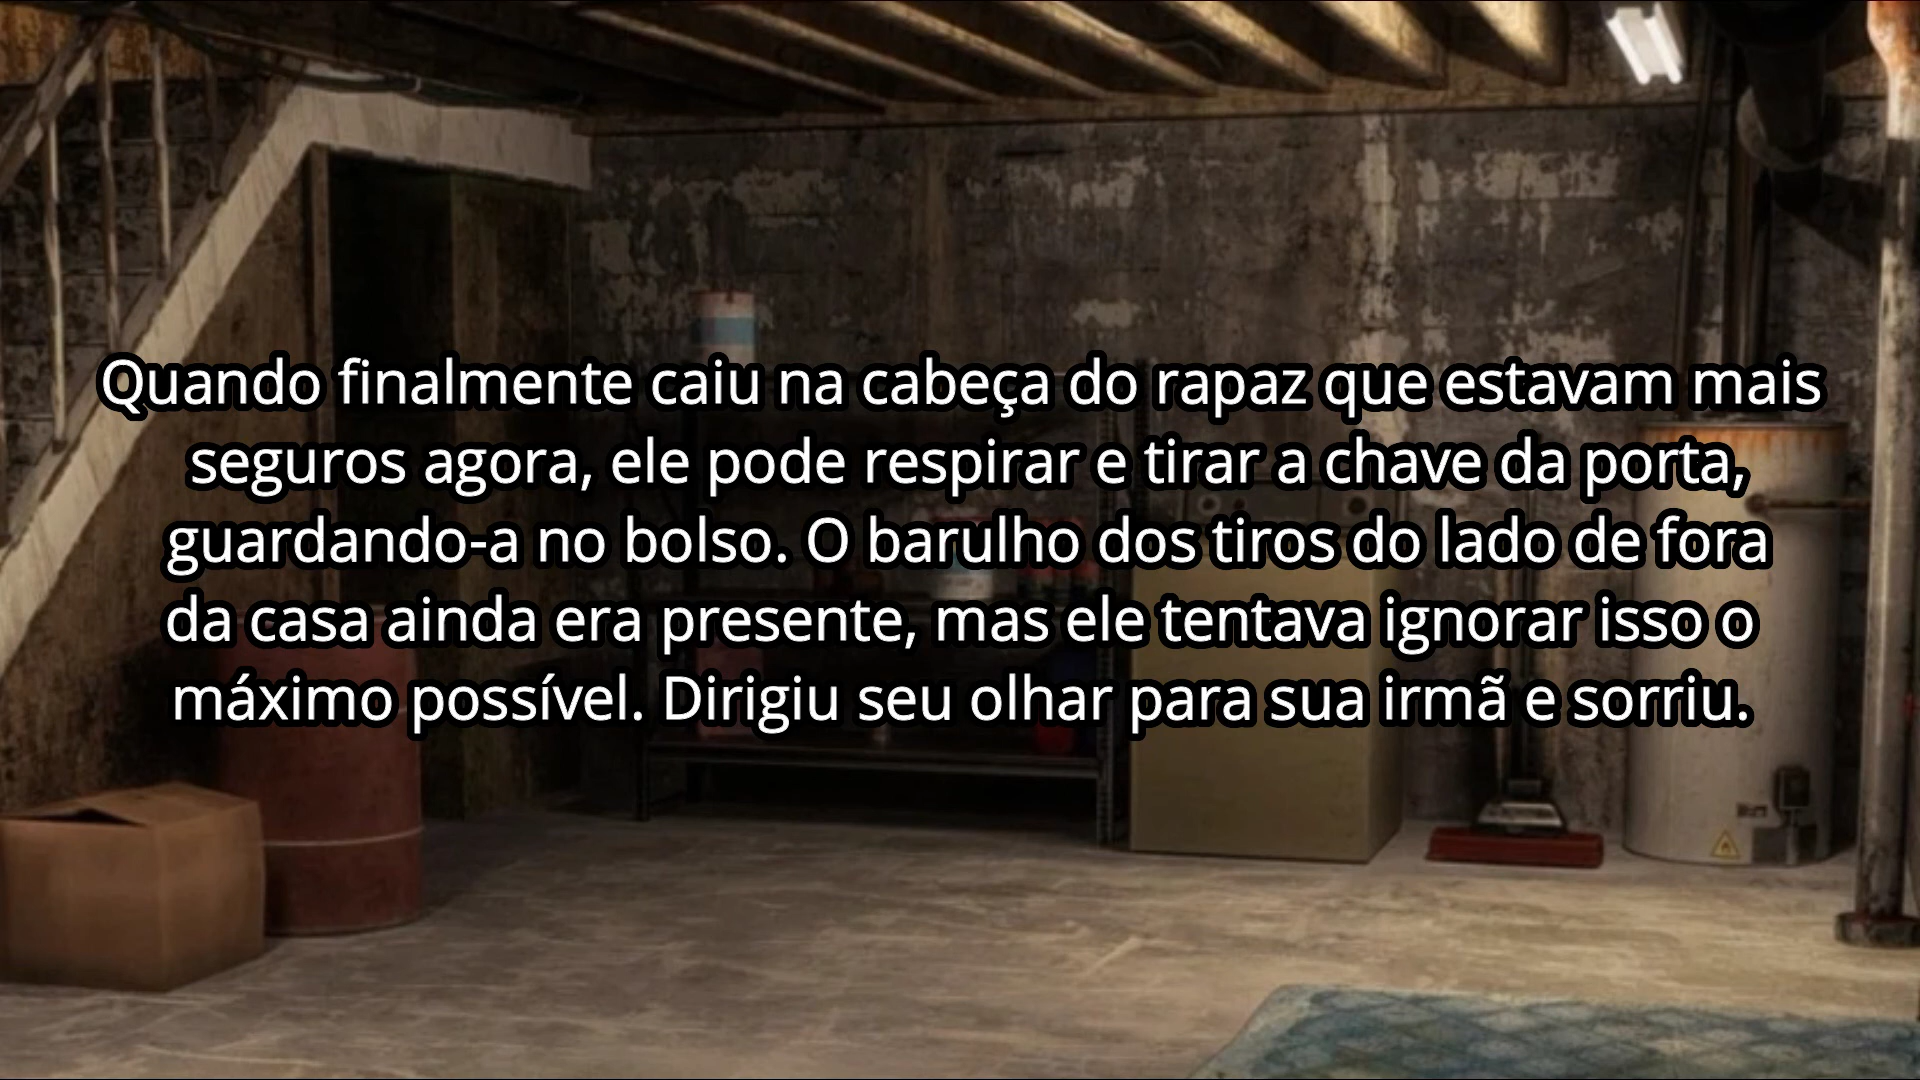 Quando finalmente caiu na cabeça do rapaz que estavam mais
seguros agora, ele pode respirar e tirar a chave da porta,
guardando-a no bolso. O barulho dos tiros do lado de fora
da casa ainda era presente, mas ele tentava ignorar isso o
máximo possível. Dirigiu seu olhar para sua irmã e sorriu.